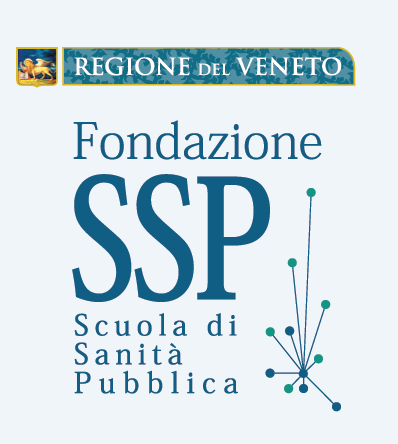 REGIONE DEL VENETO
Fondazione
SSP
Scuola di
Sanità
Pubblica